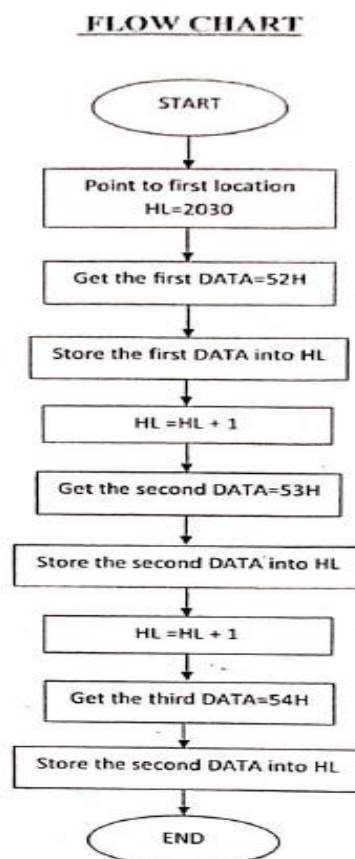 FLOW CHART
START
Point to first location
HL=2030
Get the first DATA=52H
Store the first DATA into HL
HL =HL + 1
Get the second DATA=53H
Store the second DATA into HL
HL =HL + 1
Get the third DATA=54H
Store the second DATA into HL
END